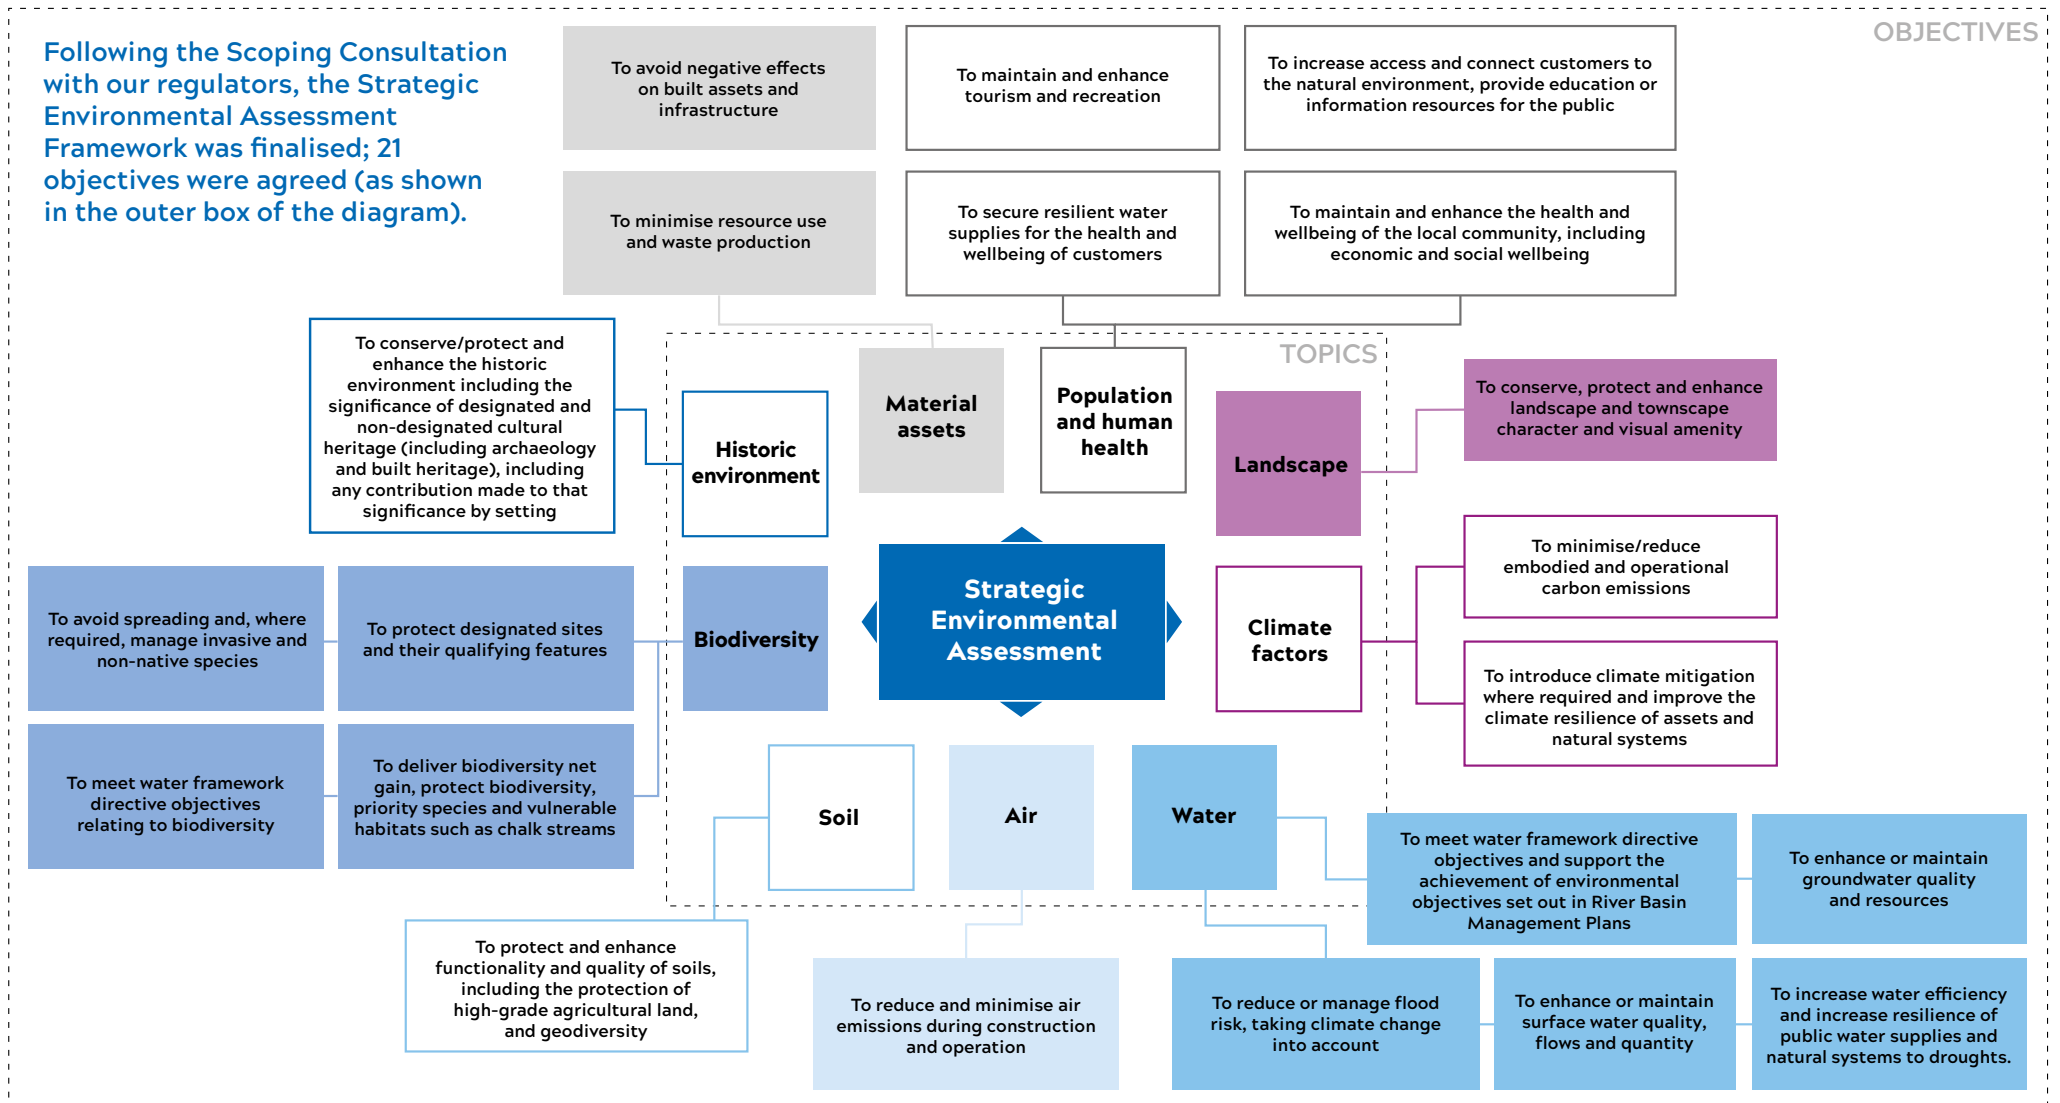 OBJECTIVES
Following the Scoping Consultation
with our regulators, the Strategic
Environmental Assessment
Framework was finalised; 21
objectives were agreed (as shown
in the outer box of the diagram).
To avoid negative effects
on built assets and
infrastructure
To maintain and enhance
tourism and recreation
To increase access and connect customers to
the natural environment, provide education or
information resources for the public
To minimise resource use
and waste production
To secure resilient water
supplies for the health and
wellbeing of customers
To maintain and enhance the health and
wellbeing of the local community, including
economic and social wellbeing
To conserve/protect and
enhance the historic
environment including the
significance of designated and
non-designated cultural
heritage (including archaeology
and built heritage), including
any contribution made to that
significance by setting
TOPICS
Historic
environment
Material
assets
Population
and human
health
Landscape
To conserve, protect and enhance
landscape and townscape
character and visual amenity
To avoid spreading and, where
required, manage invasive and
non-native species
To protect designated sites
and their qualifying features
Biodiversity
Strategic
Environmental
Assessment
Climate
factors
To minimise/reduce
embodied and operational
carbon emissions
To introduce climate mitigation
where required and improve the
climate resilience of assets and
natural systems
To meet water framework
directive objectives
relating to biodiversity
To deliver biodiversity net
gain, protect biodiversity,
priority species and vulnerable
habitats such as chalk streams
Soil
Air
Water
To meet water framework directive
objectives and support the
achievement of environmental
objectives set out in River Basin
Management Plans
To enhance or maintain
groundwater quality
and resources
To protect and enhance
functionality and quality of soils,
including the protection of
high-grade agricultural land,
and geodiversity
To reduce and minimise air
emissions during construction
and operation
To reduce or manage flood
risk, taking climate change
into account
To enhance or maintain
surface water quality,
flows and quantity
To increase water efficiency
and increase resilience of
public water supplies and
natural systems to droughts.